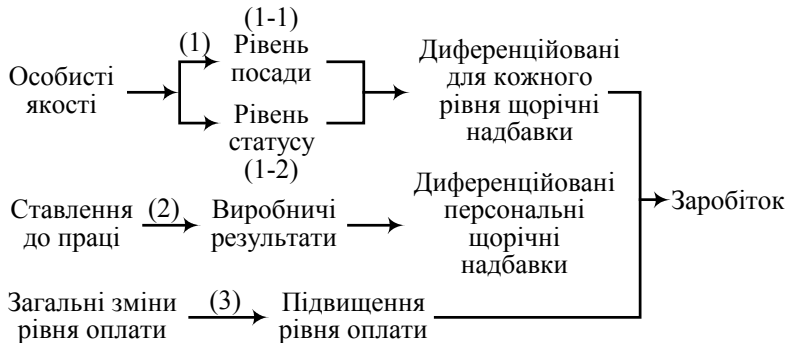 (1-1)
(1)
Рівень
посади
Особисті
якості
Рівень
статусу
(1-2)
Диференційовані
для кожного
рівня щорічні
надбавки
Ставлення
до праці
(2)
Виробничі
результати
Диференційовані
персональні
щорічні
надбавки
Заробіток
Загальні зміни
рівня оплати
(3)
Підвищення
рівня оплати